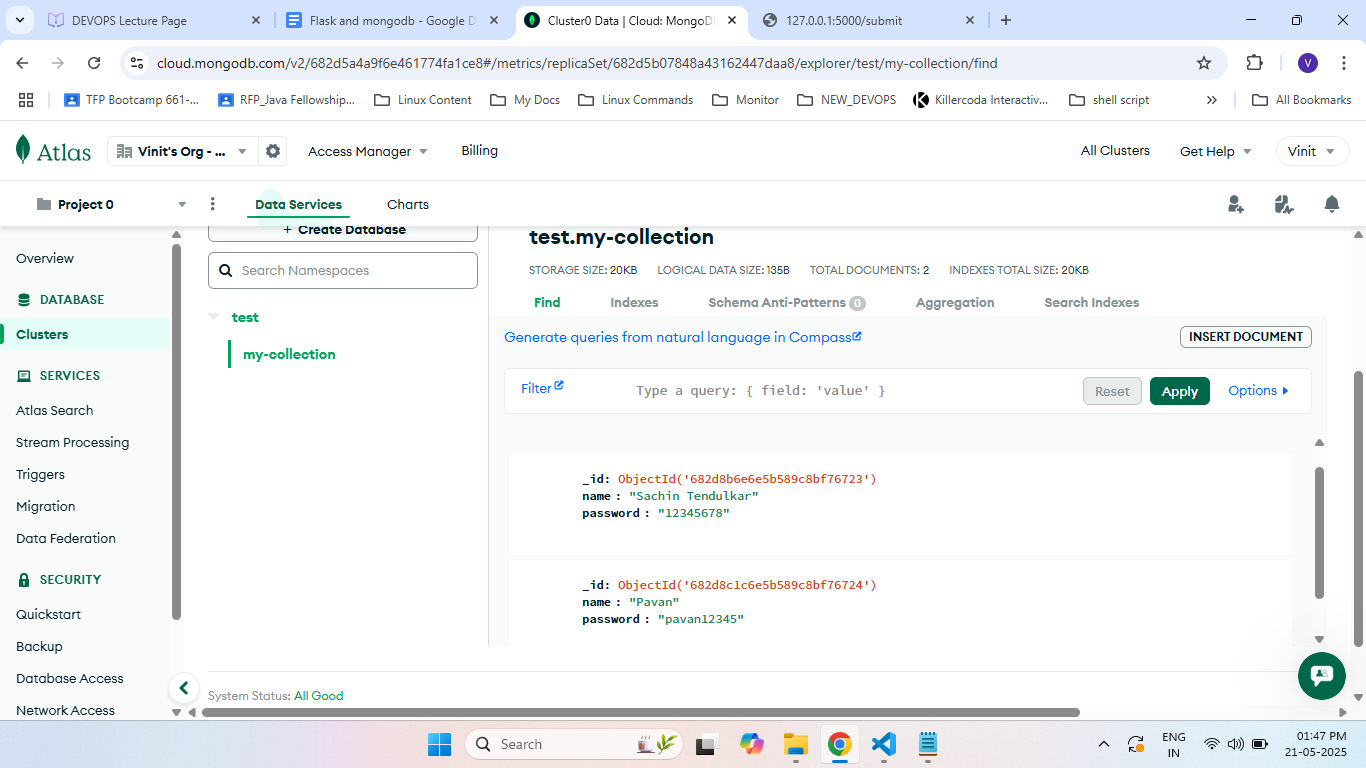 DEVOPS Lecture Page
Flask and mongodb - Google D
Cluster0 Data | Cloud: MongoD
127.0.0.1:5000/submit
cloud.mongodb.com/v2/682d5a4a9f6e461774fa1ce8#/metrics/replicaSet/682d5b07848a43162447daa8/explorer/test/my-collection/find
V
TFP Bootcamp 661-...
RFP_Java Fellowship...
Linux Content
My Docs
Linux Commands
Monitor
NEW_DEVOPS
Killercoda Interactiv...
shell script
All Bookmarks
Atlas
Vinit's Org - ...
Access Manager
Billing
All Clusters
Get Help
Vinit
Project 0
Data Services
Charts
Overview
DATABASE
Clusters
SERVICES
Atlas Search
Stream Processing
Triggers
Migration
Data Federation
SECURITY
Quickstart
Backup
Database Access
Network Access
+ Create Database
Search Namespaces
test
my-collection
test.my-collection
STORAGE SIZE: 20KB LOGICAL DATA SIZE: 135B TOTAL DOCUMENTS: 2 INDEXES TOTAL SIZE: 20KB
Find Indexes Schema Anti-Patterns 0 Aggregation Search Indexes
Generate queries from natural language in Compass
INSERT DOCUMENT
Filter
Type a query: { field: 'value' }
Reset
Apply
Options
_id: ObjectId('682d8b6e6e5b589c8bf76723')
name : "Sachin Tendulkar"
password : "12345678"
_id: ObjectId('682d8c1c6e5b589c8bf76724')
name : "Pavan"
password : "pavan12345"
System Status: All Good
Search
ENG
IN
01:47 PM
21-05-2025